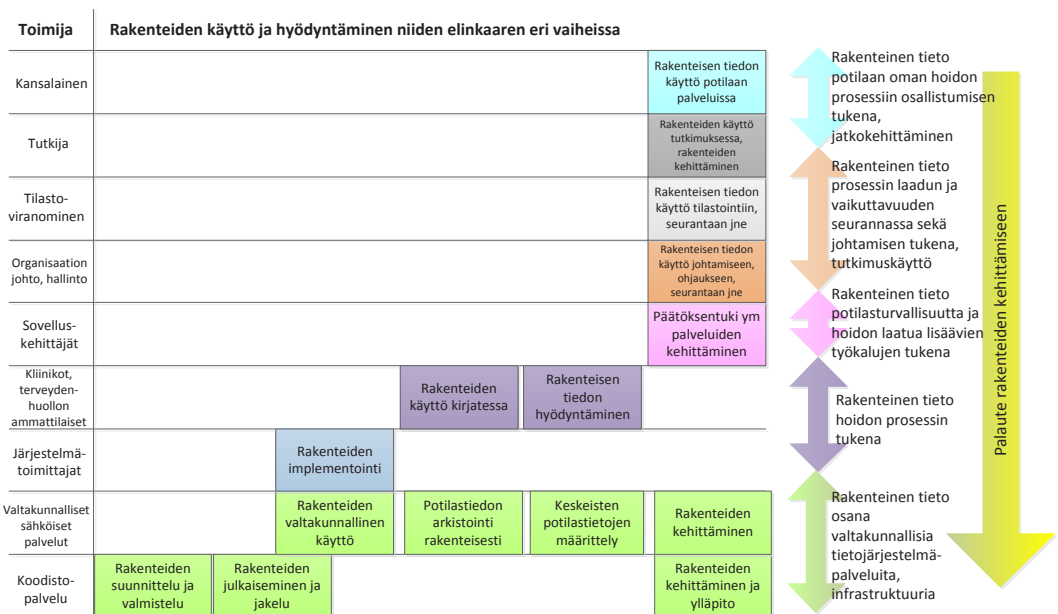 Toimija
Rakenteiden käyttö ja hyödyntäminen niiden elinkaaren eri vaiheissa
Kansalainen
Rakenteisen tiedon
käyttö potilaan
palveluissa
Tutkija
Rakenteiden käyttö
tutkimuksessa,
rakenteiden
kehittäminen
Tilasto-
viranominen
Rakenteisen tiedon
käyttö tilastointiin,
seurantaan jne
Organisaation
johto, hallinto
Rakenteisen tiedon
käyttö johtamiseen,
ohjaukseen,
seurantaan jne
Sovellus-
kehittäjät
Päätöksentuki ym
palveluiden
kehittäminen
Kliinikot,
terveyden-
huollon
ammattilaiset
Rakenteiden
käyttö kirjatessa
Rakenteisen
tiedon
hyödyntäminen
Järjestelmä-
toimittajat
Rakenteiden
implementointi
Valtakunnalliset
sähköiset
palvelut
Rakenteiden
valtakunnallinen
käyttö
Potilastiedon
arkistointi
rakenteisesti
Keskeisten
potilastietojen
määrittely
Rakenteiden
kehittäminen
Koodisto-
palvelu
Rakenteiden
suunnittelu ja
valmistelu
Rakenteiden
julkaiseminen ja
jakelu
Rakenteiden
kehittäminen ja
ylläpito
Rakenteinen tieto
potilaan oman hoidon
prosessiin osallistumisen
tukena,
jatkokehittäminen
Rakenteinen tieto
prosessin laadun ja
vaikuttavuuden
seurannassa sekä
johtamisen tukena,
tutkimuskäyttö
Rakenteinen tieto
potilasturvallisuutta ja
hoidon laatua lisäävien
työkalujen tukena
Rakenteinen tieto
hoidon prosessin
tukena
Rakenteinen tieto
osana
valtakunnallisia
tietojärjestelmä-
palveluita,
infrastruktuuria
Palaute rakenteiden kehittämiseen